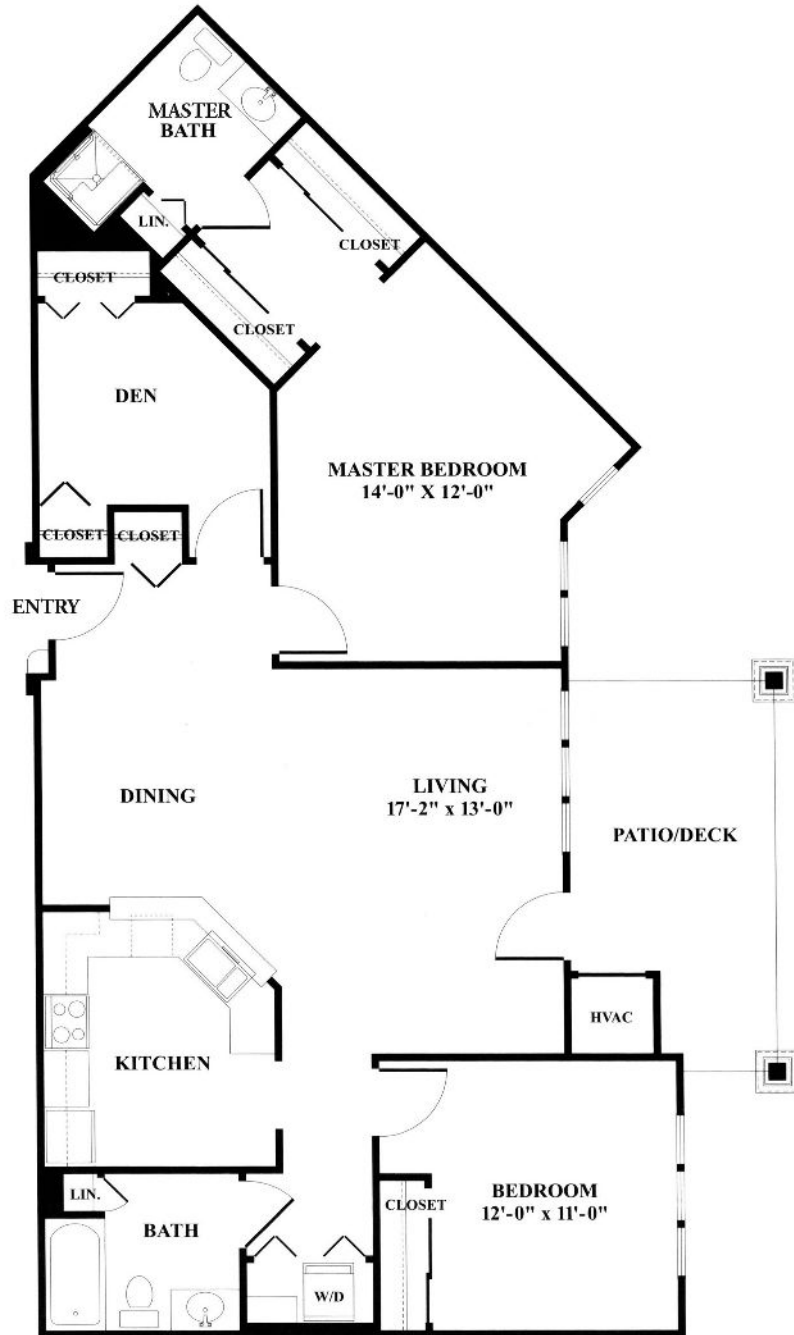 MASTER
BATH
LIN.
CLOSET
CLOSET
CLOSET
DEN
MASTER BEDROOM
14'-0" X 12'-0"
CLOSET
CLOSET
ENTRY
DINING
LIVING
17'-2" x 13'-0"
PATIO/DECK
HVAC
KITCHEN
LIN.
BATH
W/D
CLOSET
BEDROOM
12'-0" x 11'-0"